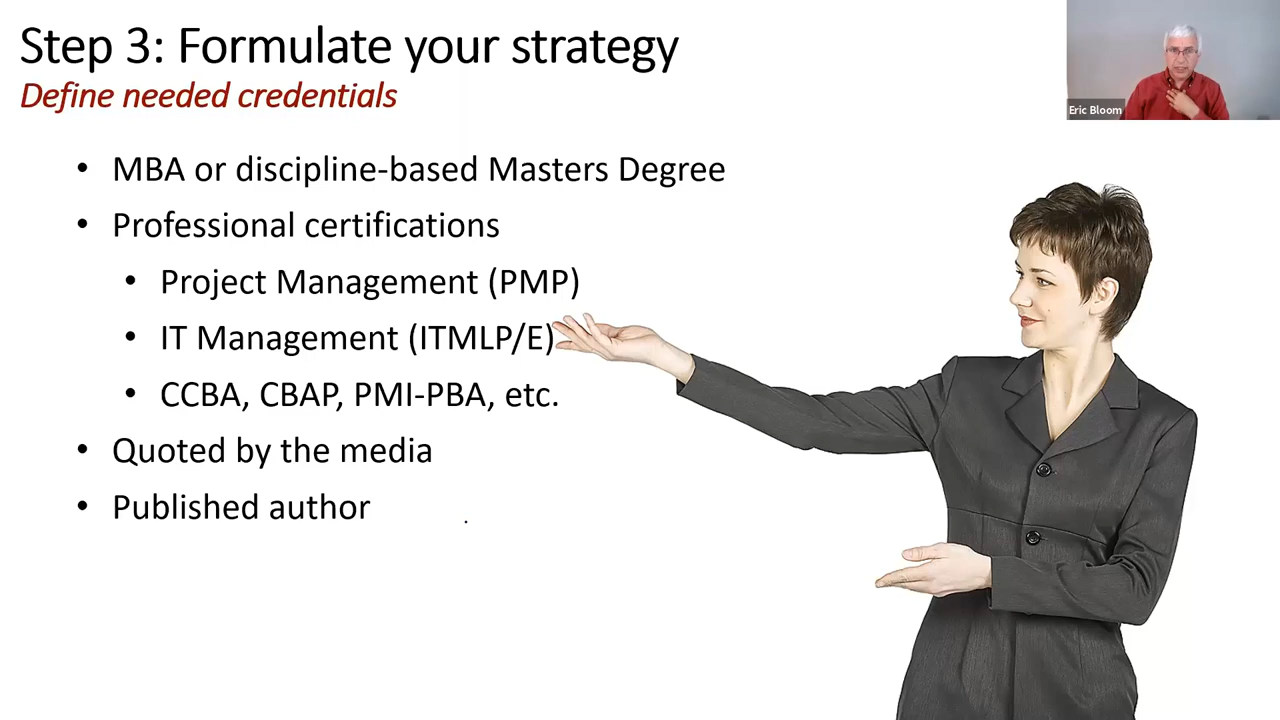 Step 3: Formulate your strategy
Define needed credentials
Eric Bloom
• MBA or discipline-based Masters Degree
• Professional certifications
• Project Management (PMP)
• IT Management (ITMLP/E)
• CCBA, CBAP, PMI-PBA, etc.
• Quoted by the media
• Published author